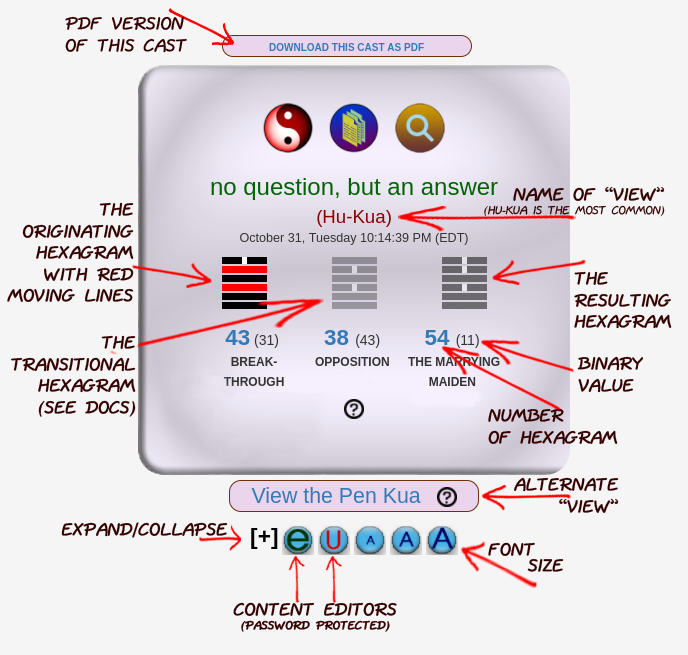 PDF VERSION
OF THIS CAST
DOWNLOAD THIS CAST AS PDF
no question, but an answer
(Hu-Kua)
October 31, Tuesday 10:14:39 PM (EDT)
NAME OF "VIEW"
(HU-KUA IS THE MOST COMMON)
THE
ORIGINATING
HEXAGRAM
WITH RED
MOVING LINES
THE
RESULTING
HEXAGRAM
THE
TRANSITIONAL
HEXAGRAM
(SEE DOCS)
43 (31)
BREAK-
THROUGH
38 (43)
OPPOSITION
54 (11)
THE MARRYING
MAIDEN
?
BINARY
VALUE
NUMBER
OF HEXAGRAM
View the Pen Kua ?
ALTERNATE
"VIEW"
EXPAND/COLLAPSE
[+] e U A A A
FONT
SIZE
CONTENT EDITORS
(PASSWORD PROTECTED)